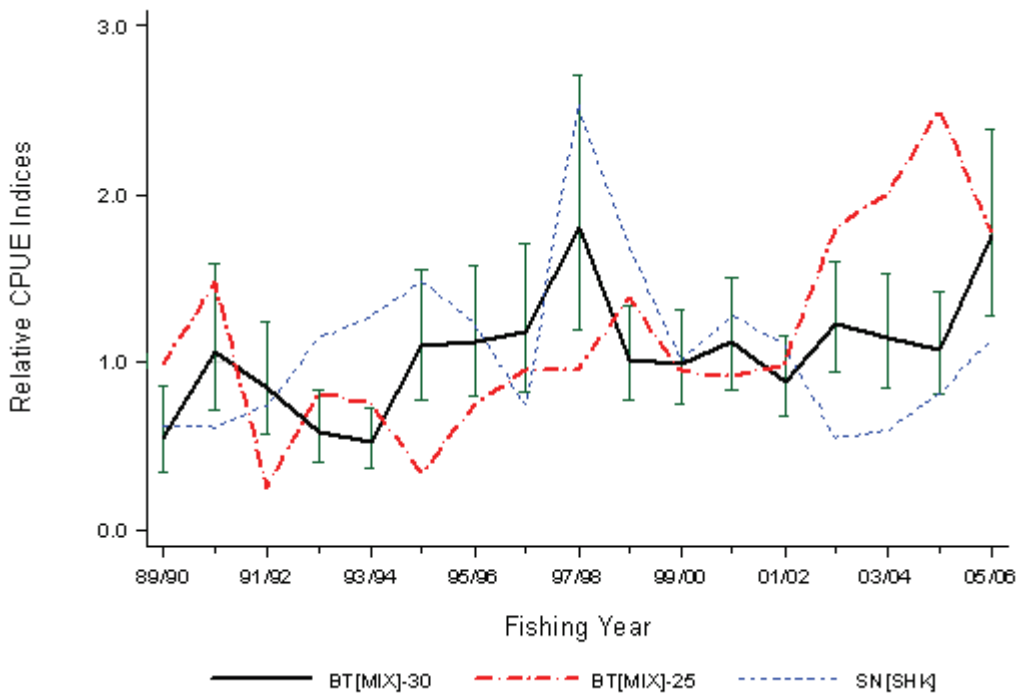 3.0
2.0
1.0
0.0
Relative CPUE Indices
89/90 91/92 93/94 95/96 97/98 99/00 01/02 03/04 05/06
Fishing Year
BT[MIX]-30 BT[MIX]-25 SN[SHK]